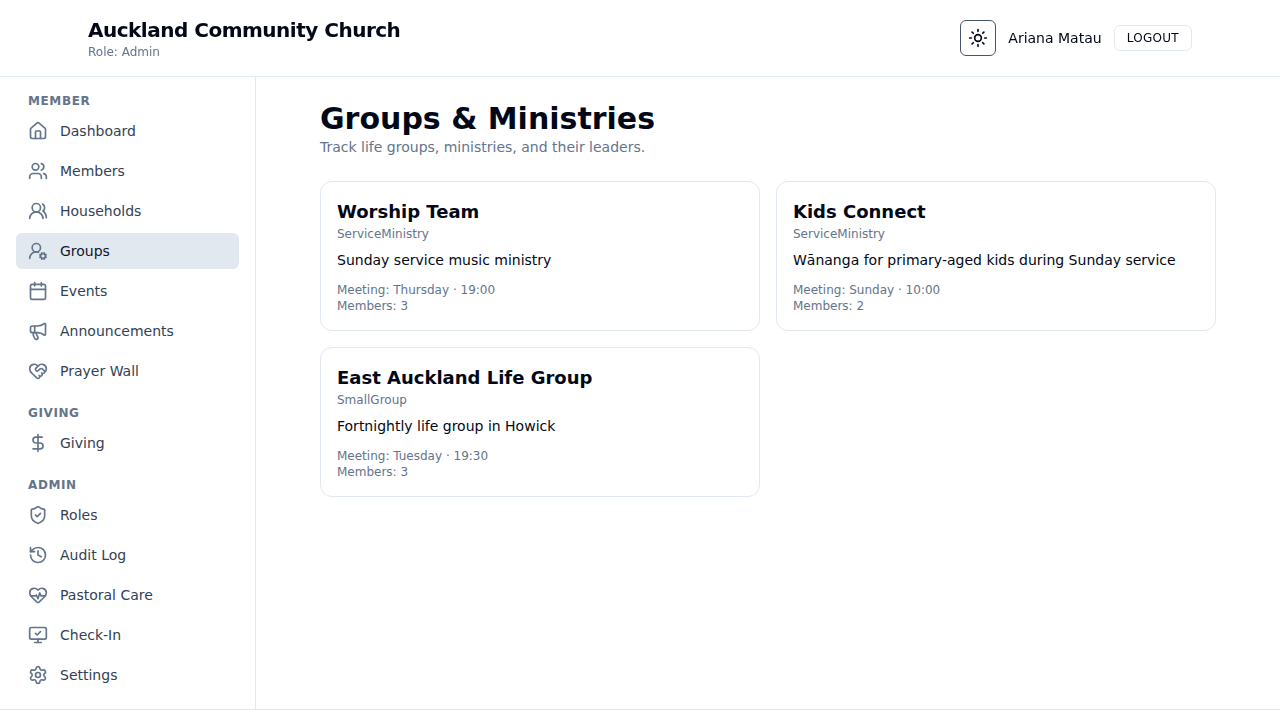 Auckland Community Church
Role: Admin
Ariana Matau
LOGOUT
MEMBER
Dashboard
Members
Households
Groups
Events
Announcements
Prayer Wall
GIVING
Giving
ADMIN
Roles
Audit Log
Pastoral Care
Check-In
Settings
Groups & Ministries
Track life groups, ministries, and their leaders.
Worship Team
ServiceMinistry
Sunday service music ministry
Meeting: Thursday · 19:00
Members: 3
Kids Connect
ServiceMinistry
Wānanga for primary-aged kids during Sunday service
Meeting: Sunday · 10:00
Members: 2
East Auckland Life Group
SmallGroup
Fortnightly life group in Howick
Meeting: Tuesday · 19:30
Members: 3